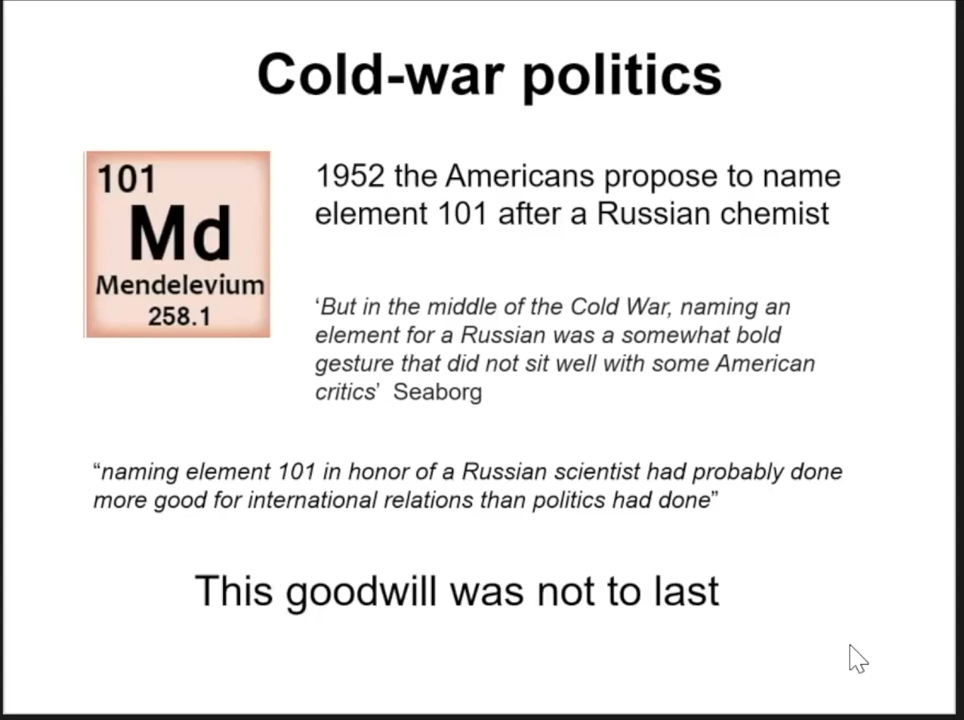 Cold-war politics
101
Md
Mendelevium
258.1
1952 the Americans propose to name
element 101 after a Russian chemist
‘But in the middle of the Cold War, naming an
element for a Russian was a somewhat bold
gesture that did not sit well with some American
critics’ Seaborg
“naming element 101 in honor of a Russian scientist had probably done
more good for international relations than politics had done”
This goodwill was not to last